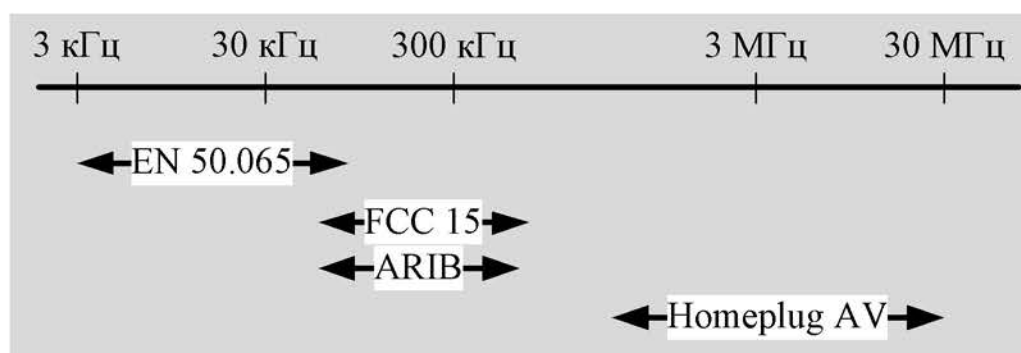 3 кГц 30 кГц 300 кГц 3 МГц 30 МГц
EN 50.065
FCC 15
ARIB
Homeplug AV